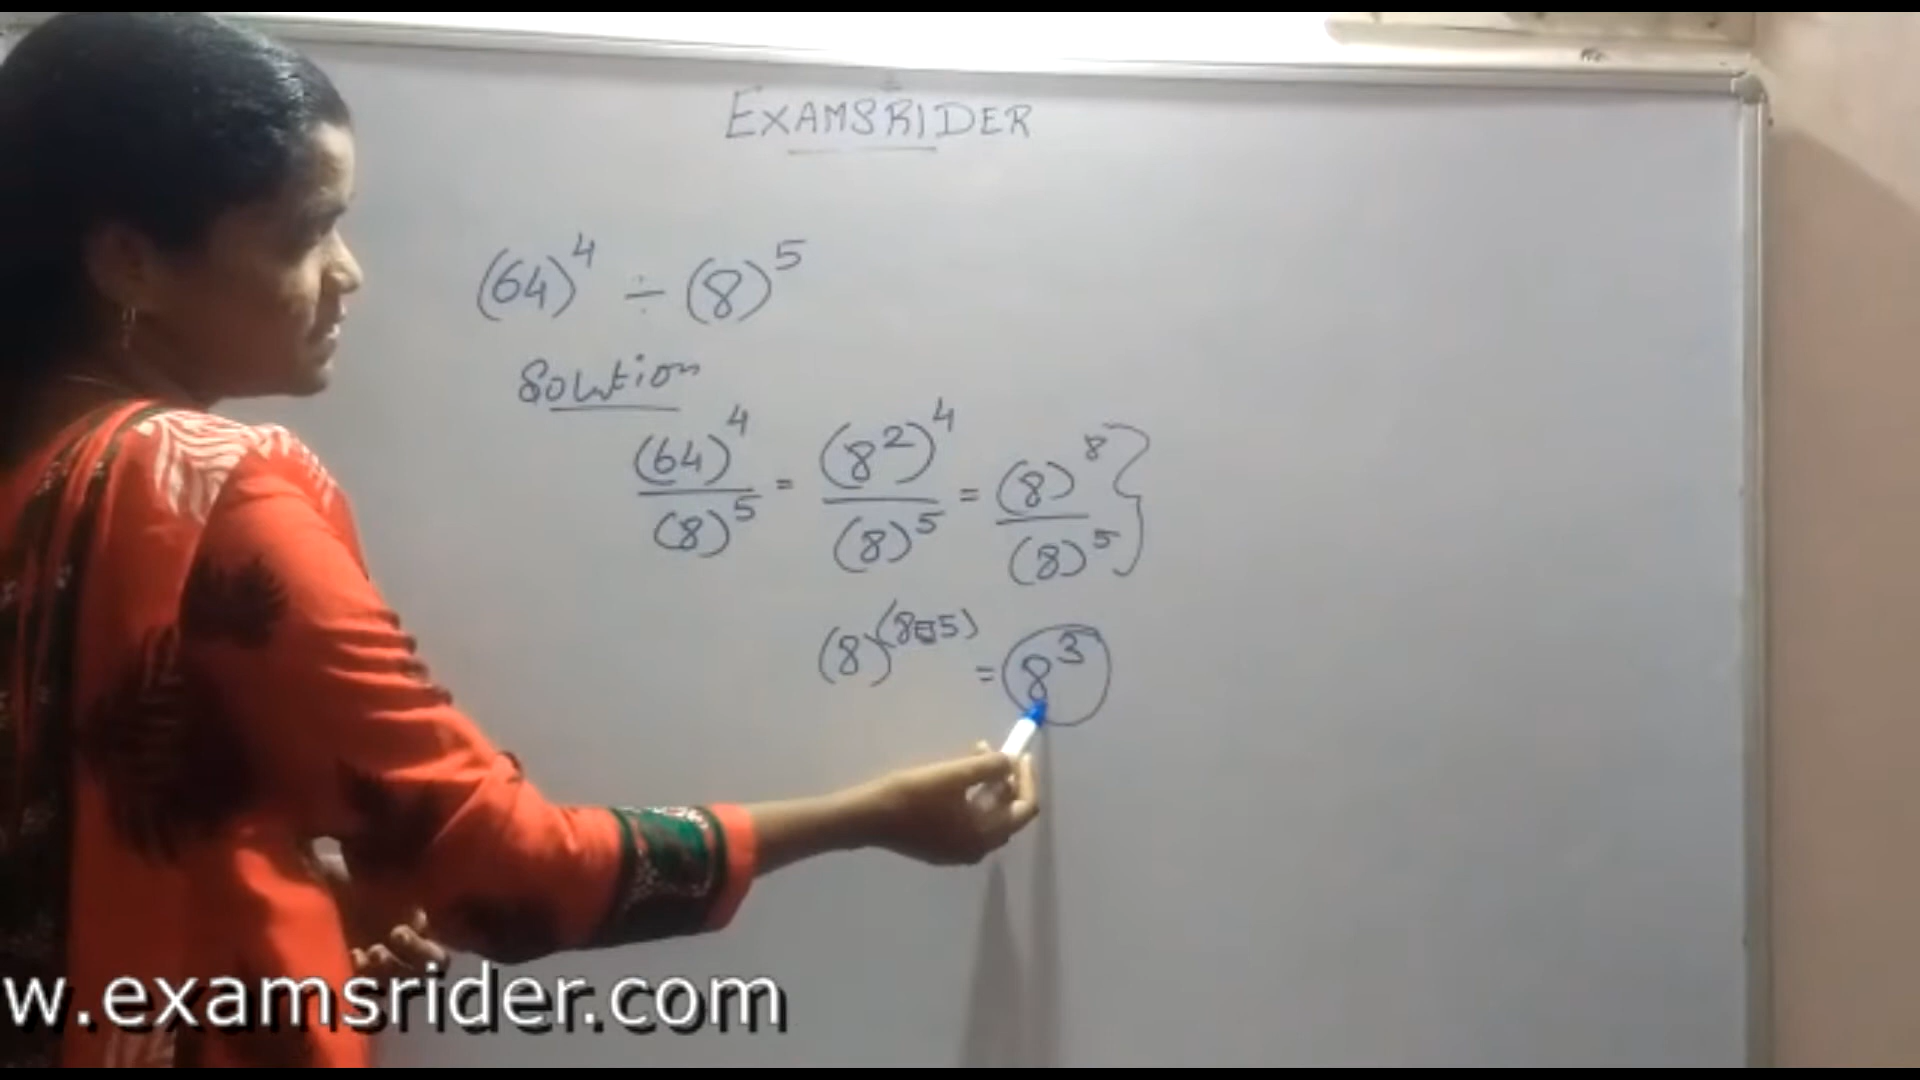 EXAMSRIDER
(64)⁴ ÷ (8)⁵
Solution
(64)⁴/(8)⁵ = (8²)⁴/(8)⁵ = (8)⁸/(8)⁵ }
(8)⁽⁸⁻⁵⁾ = 8³
w.examsrider.com